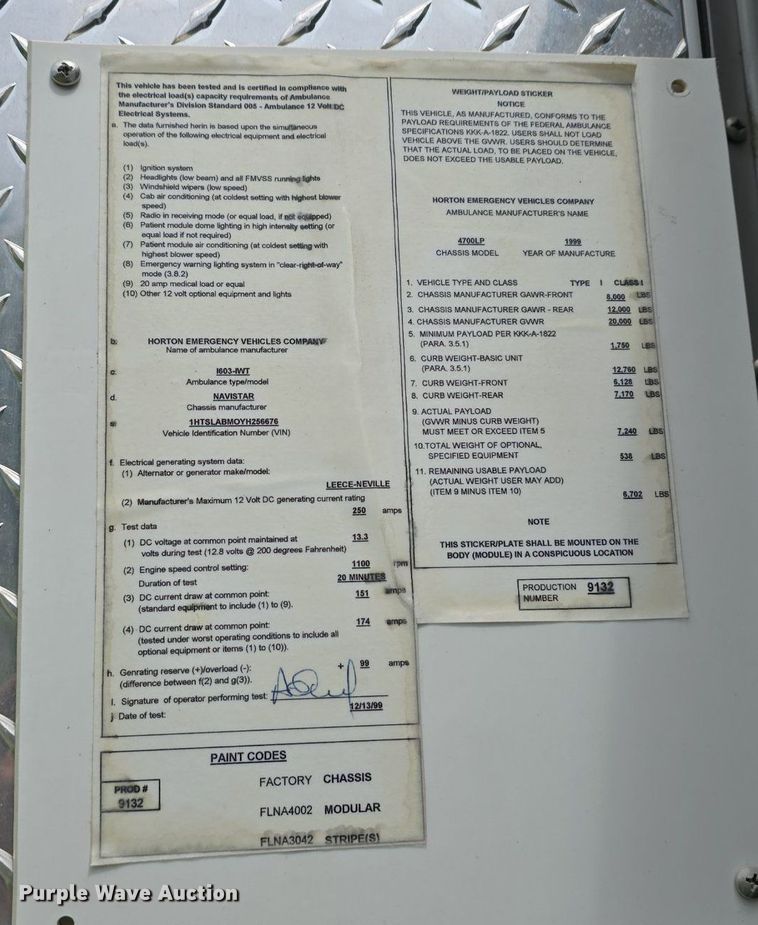 This vehicle has been tested and is certified in compliance with
the electrical load(s) capacity requirements of Ambulance
Manufacturer's Division Standard 005 - Ambulance 12 Volt DC
Electrical Systems.
a. The data furnished herin is based upon the simultaneous
operation of the following electrical equipment and electrical
load(s).
(1) Ignition system
(2) Headlights (low beam) and all FMVSS running lights
(3) Windshield wipers (low speed)
(4) Cab air conditioning (at coldest setting with highest blower
speed)
(5) Radio in receiving mode (or equal load, if not equipped)
(6) Patient module dome lighting in high intensity setting (or
equal load if not required)
(7) Patient module air conditioning (at coldest setting with
highest blower speed)
(8) Emergency warning lighting system in "clear-right-of-way"
mode (3.8.2)
(9) 20 amp medical load or equal
(10) Other 12 volt optional equipment and lights
b. HORTON EMERGENCY VEHICLES COMPANY
Name of ambulance manufacturer
c. I603-IWT
Ambulance type/model
d. NAVISTAR
Chassis manufacturer
e. 1HTSLABMOYH256676
Vehicle Identification Number (VIN)
f. Electrical generating system data:
(1) Alternator or generator make/model:
LEECE-NEVILLE
(2) Manufacturer's Maximum 12 Volt DC generating current rating
250 amps
g. Test data
(1) DC voltage at common point maintained at 13.3
volts during test (12.8 volts @ 200 degrees Fahrenheit)
(2) Engine speed control setting: 1100 rpm
Duration of test 20 MINUTES
(3) DC current draw at common point: 151 amps
(standard equipment to include (1) to (9).
(4) DC current draw at common point: 174 amps
(tested under worst operating conditions to include all
optional equipment or items (1) to (10)).
h. Genrating reserve (+)/overload (-): + 99 amps
(difference between f(2) and g(3)).
I. Signature of operator performing test:
j Date of test: 12/13/99
PAINT CODES
PROD #
9132
FACTORY CHASSIS
FLNA4002 MODULAR
FLNA3042 STRIPE(S)
WEIGHT/PAYLOAD STICKER
NOTICE
THIS VEHICLE, AS MANUFACTURED, CONFORMS TO THE
PAYLOAD REQUIREMENTS OF THE FEDERAL AMBULANCE
SPECIFICATIONS KKK-A-1822. USERS SHALL NOT LOAD
VEHICLE ABOVE THE GVWR. USERS SHOULD DETERMINE
THAT THE ACTUAL LOAD, TO BE PLACED ON THE VEHICLE,
DOES NOT EXCEED THE USABLE PAYLOAD.
HORTON EMERGENCY VEHICLES COMPANY
AMBULANCE MANUFACTURER'S NAME
4700LP 1999
CHASSIS MODEL YEAR OF MANUFACTURE
1. VEHICLE TYPE AND CLASS TYPE I CLASS I
2. CHASSIS MANUFACTURER GAWR-FRONT 8,000 LBS
3. CHASSIS MANUFACTURER GAWR - REAR 12,000 LBS
4. CHASSIS MANUFACTURER GVWR 20,000 LBS
5. MINIMUM PAYLOAD PER KKK-A-1822
(PARA. 3.5.1) 1,750 LBS
6. CURB WEIGHT-BASIC UNIT
(PARA. 3.5.1) 12,760 LBS
7. CURB WEIGHT-FRONT 6,128 LBS
8. CURB WEIGHT-REAR 7,170 LBS
9. ACTUAL PAYLOAD
(GVWR MINUS CURB WEIGHT)
MUST MEET OR EXCEED ITEM 5 7,240 LBS
10.TOTAL WEIGHT OF OPTIONAL,
SPECIFIED EQUIPMENT 538 LBS
11. REMAINING USABLE PAYLOAD
(ACTUAL WEIGHT USER MAY ADD)
(ITEM 9 MINUS ITEM 10) 6,702 LBS
NOTE
THIS STICKER/PLATE SHALL BE MOUNTED ON THE
BODY (MODULE) IN A CONSPICUOUS LOCATION
PRODUCTION 9132
NUMBER
Purple Wave Auction